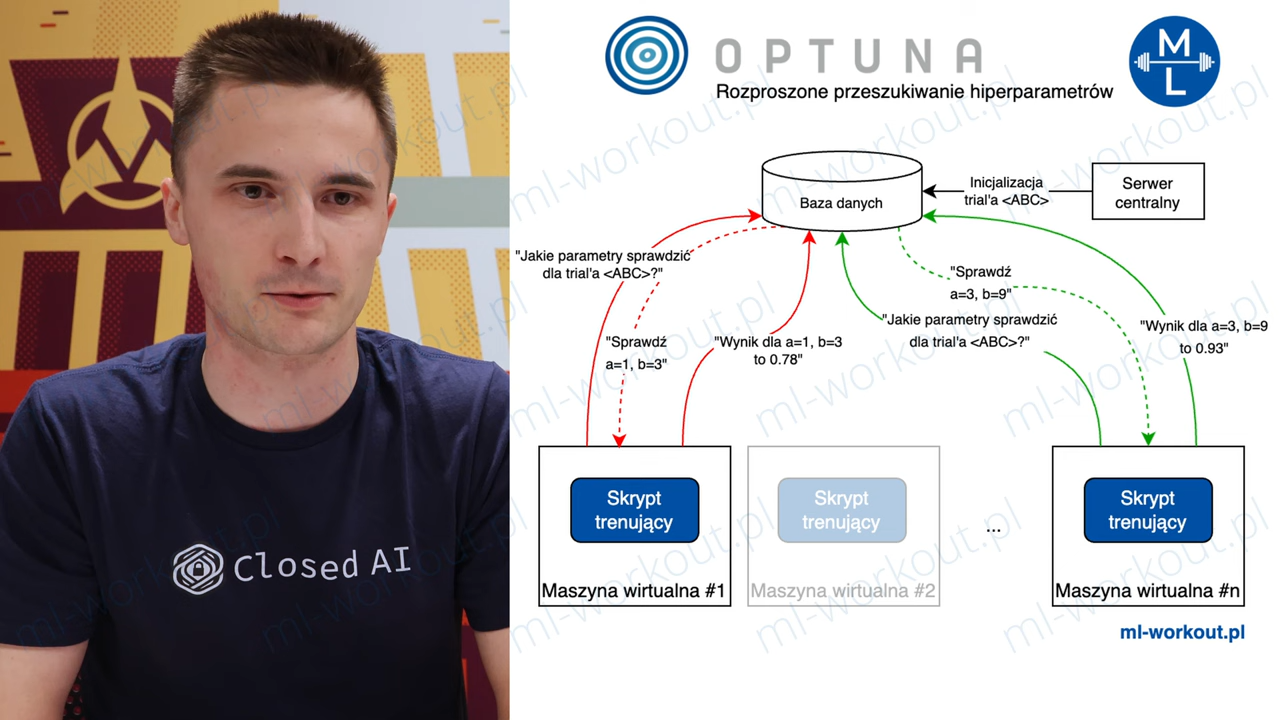 Closed AI
OPTUNA
M
L
Rozproszone przeszukiwanie hiperparametrów
Baza danych
Inicjalizacja
trial'a <ABC>
Serwer
centralny
"Jakie parametry sprawdzić
dla trial'a <ABC>?"
"Sprawdź
a=1, b=3"
"Wynik dla a=1, b=3
to 0.78"
"Sprawdź
a=3, b=9"
"Jakie parametry sprawdzić
dla trial'a <ABC>?"
"Wynik dla a=3, b=9
to 0.93"
Skrypt
trenujący
Maszyna wirtualna #1
Skrypt
trenujący
Maszyna wirtualna #2
...
Skrypt
trenujący
Maszyna wirtualna #n
ml-workout.pl
ml-workout.pl